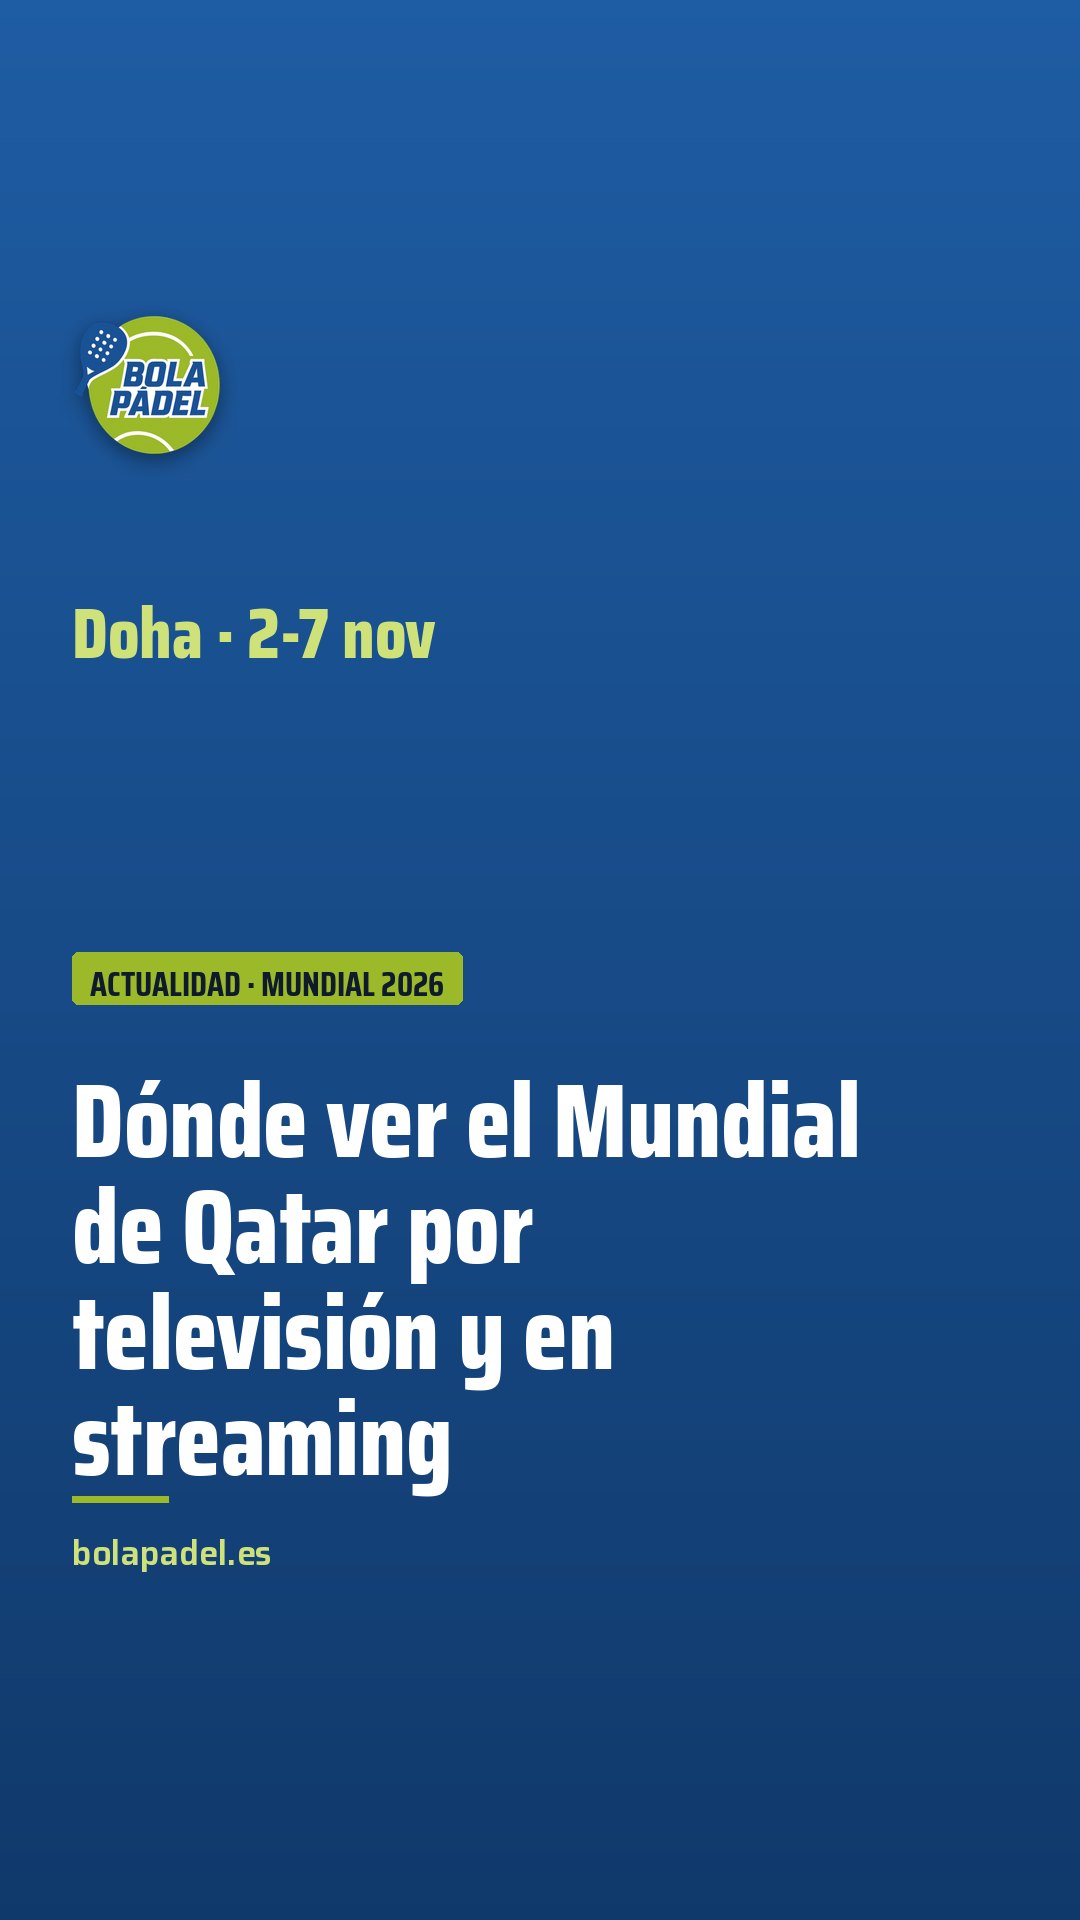 BOLA
PÁDEL
Doha · 2-7 nov
ACTUALIDAD · MUNDIAL 2026
Dónde ver el Mundial
de Qatar por
televisión y en
streaming
bolapadel.es